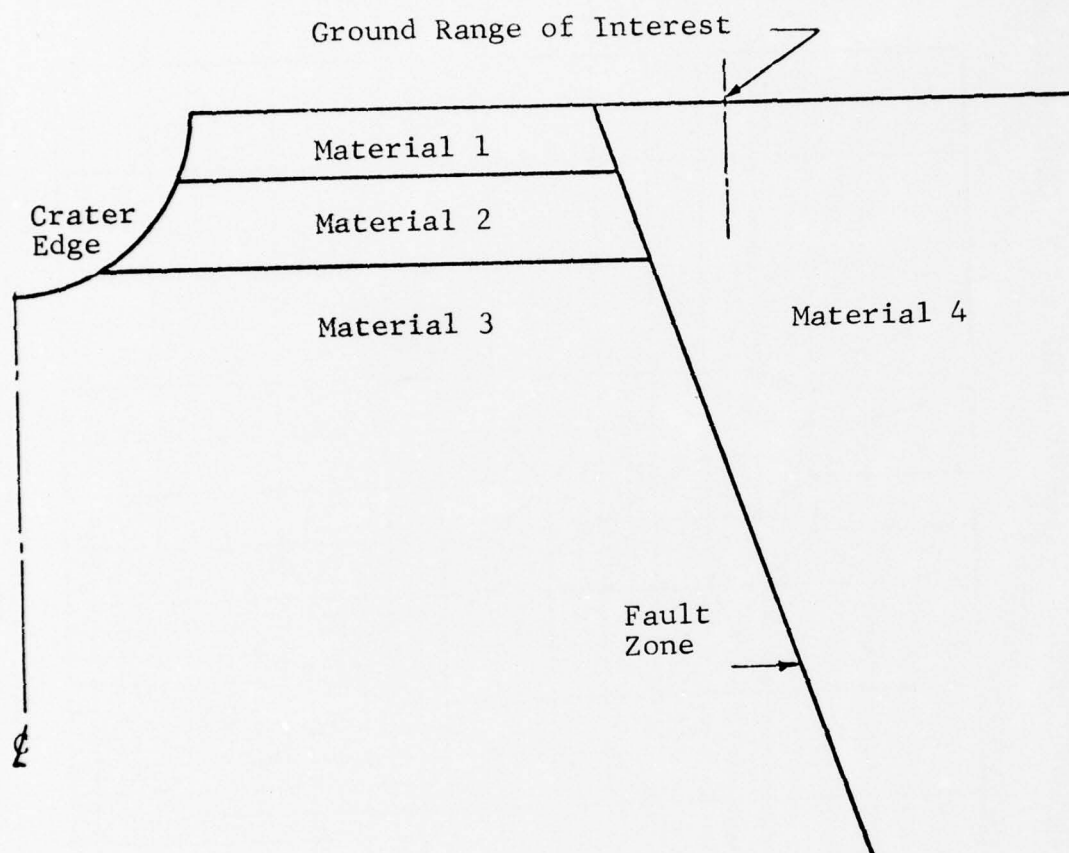 Ground Range of Interest
Material 1
Crater
Edge
Material 2
Material 3
Material 4
Fault
Zone
℄